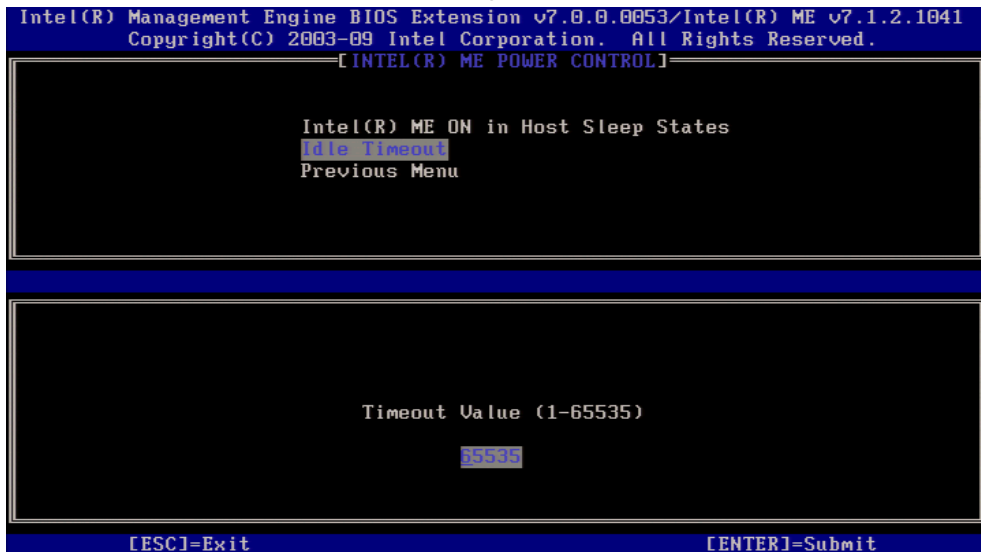 Intel(R) Management Engine BIOS Extension v7.0.0.0053/Intel(R) ME v7.1.2.1041
Copyright(C) 2003-09 Intel Corporation.  All Rights Reserved.
[INTEL(R) ME POWER CONTROL]
Intel(R) ME ON in Host Sleep States
Idle Timeout
Previous Menu
Timeout Value (1-65535)
65535
[ESC]=Exit [ENTER]=Submit